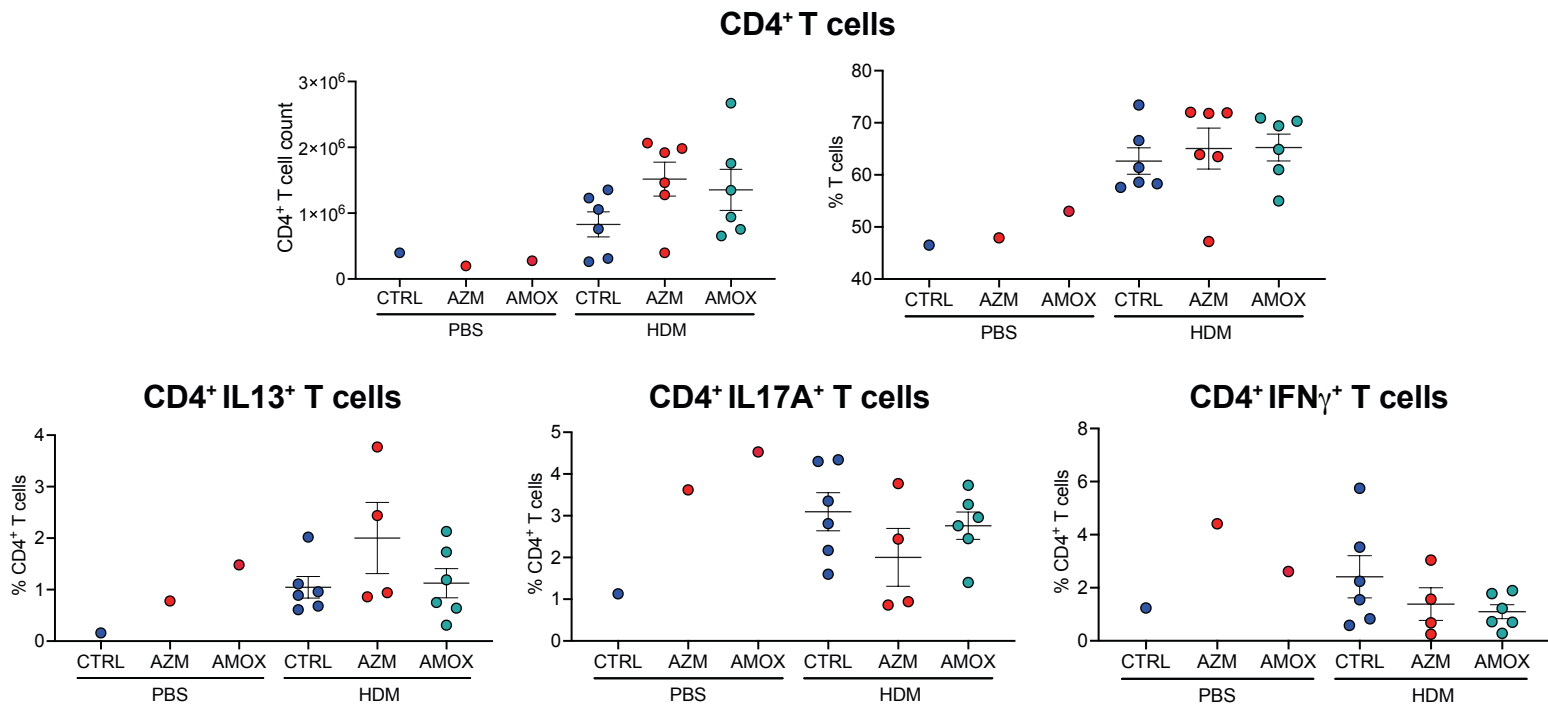 CD4⁺ T cells
CD4⁺ T cell count
3×10⁶
2×10⁶
1×10⁶
0
CTRL AZM AMOX CTRL AZM AMOX
PBS HDM
% T cells
80
70
60
50
40
CTRL AZM AMOX CTRL AZM AMOX
PBS HDM
CD4⁺ IL13⁺ T cells
% CD4⁺ T cells
4
3
2
1
0
CTRL AZM AMOX CTRL AZM AMOX
PBS HDM
CD4⁺ IL17A⁺ T cells
% CD4⁺ T cells
5
4
3
2
1
0
CTRL AZM AMOX CTRL AZM AMOX
PBS HDM
CD4⁺ IFNγ⁺ T cells
% CD4⁺ T cells
8
6
4
2
0
CTRL AZM AMOX CTRL AZM AMOX
PBS HDM